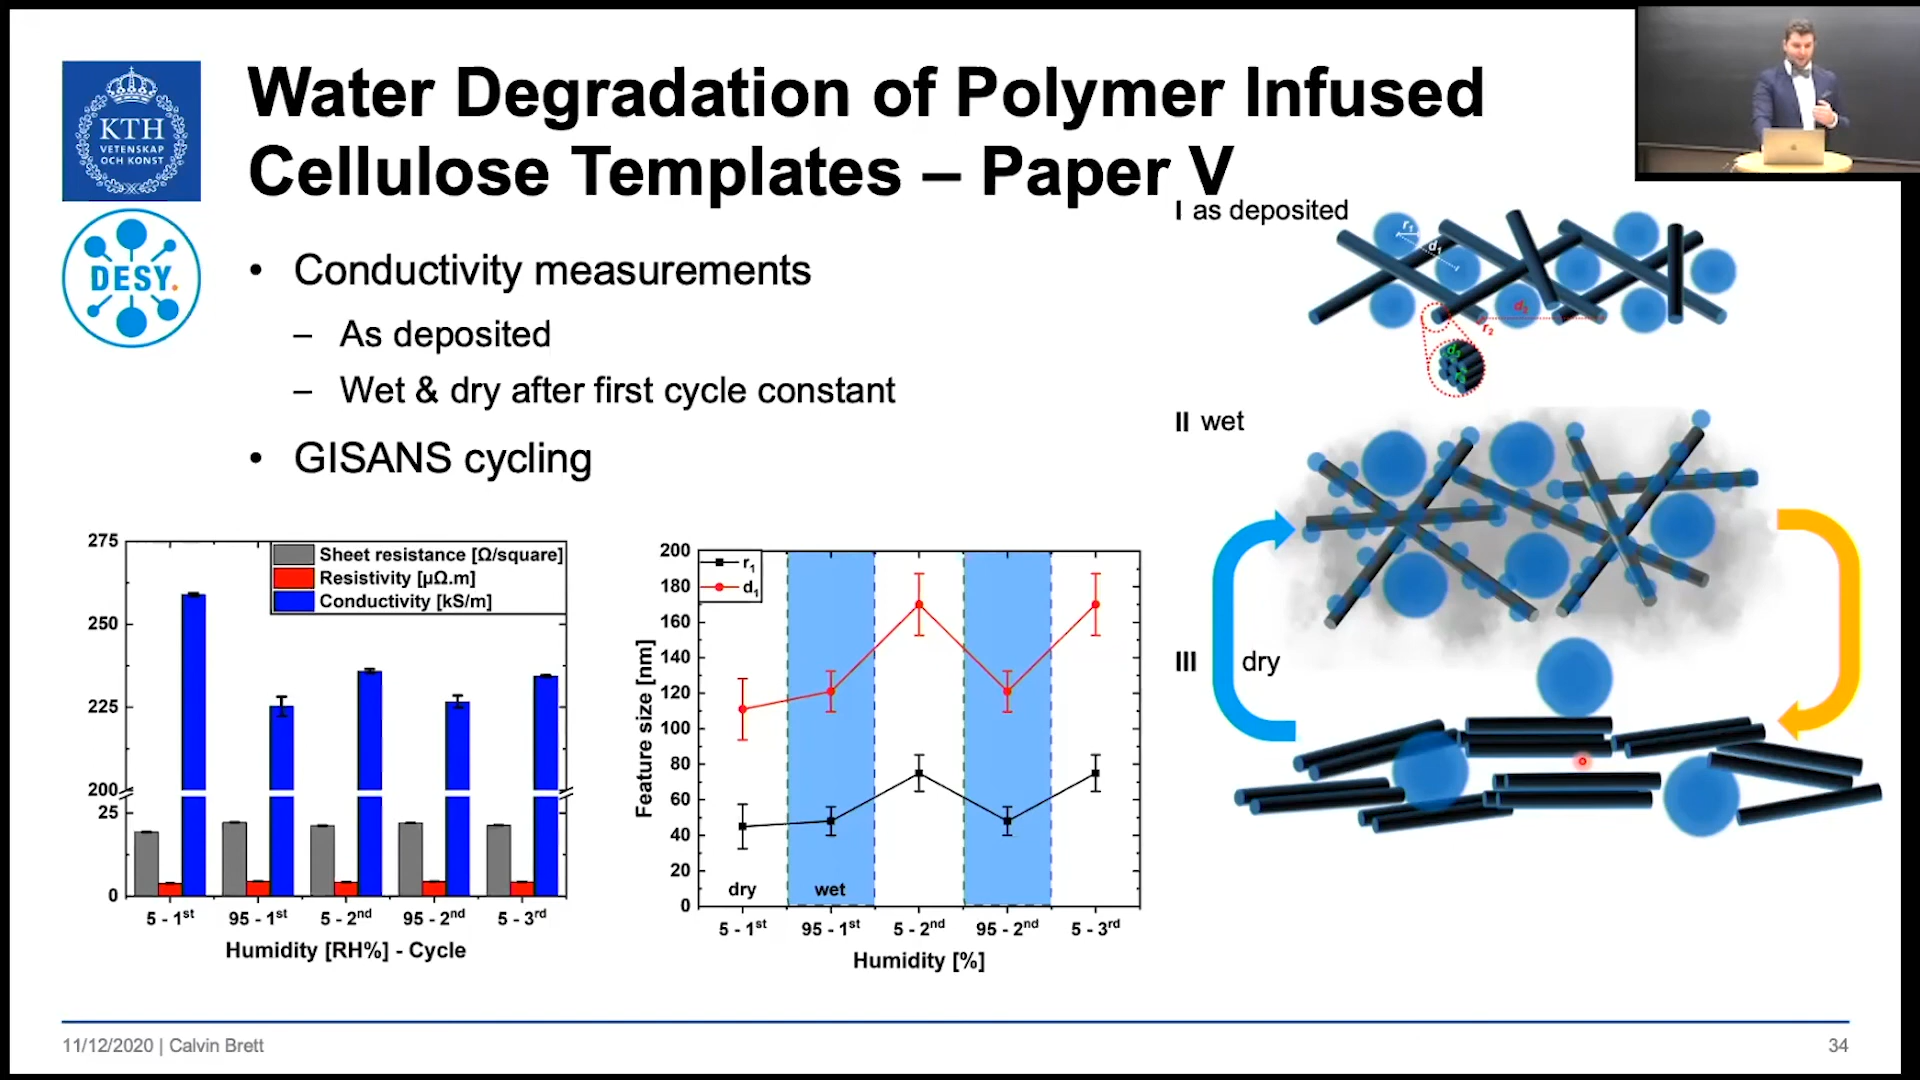 Water Degradation of Polymer Infused
Cellulose Templates – Paper V
KTH
VETENSKAP
OCH KONST
DESY.
• Conductivity measurements
– As deposited
– Wet & dry after first cycle constant
• GISANS cycling
275
250
225
200
25
0
Sheet resistance [Ω/square]
Resistivity [µΩ.m]
Conductivity [kS/m]
5 - 1st
95 - 1st
5 - 2nd
95 - 2nd
5 - 3rd
Humidity [RH%] - Cycle
Feature size [nm]
200
180
160
140
120
100
80
60
40
20
0
r1
d1
dry
wet
5 - 1st
95 - 1st
5 - 2nd
95 - 2nd
5 - 3rd
Humidity [%]
I as deposited
r1
d1
d2
r2
II wet
III dry
11/12/2020 | Calvin Brett
34